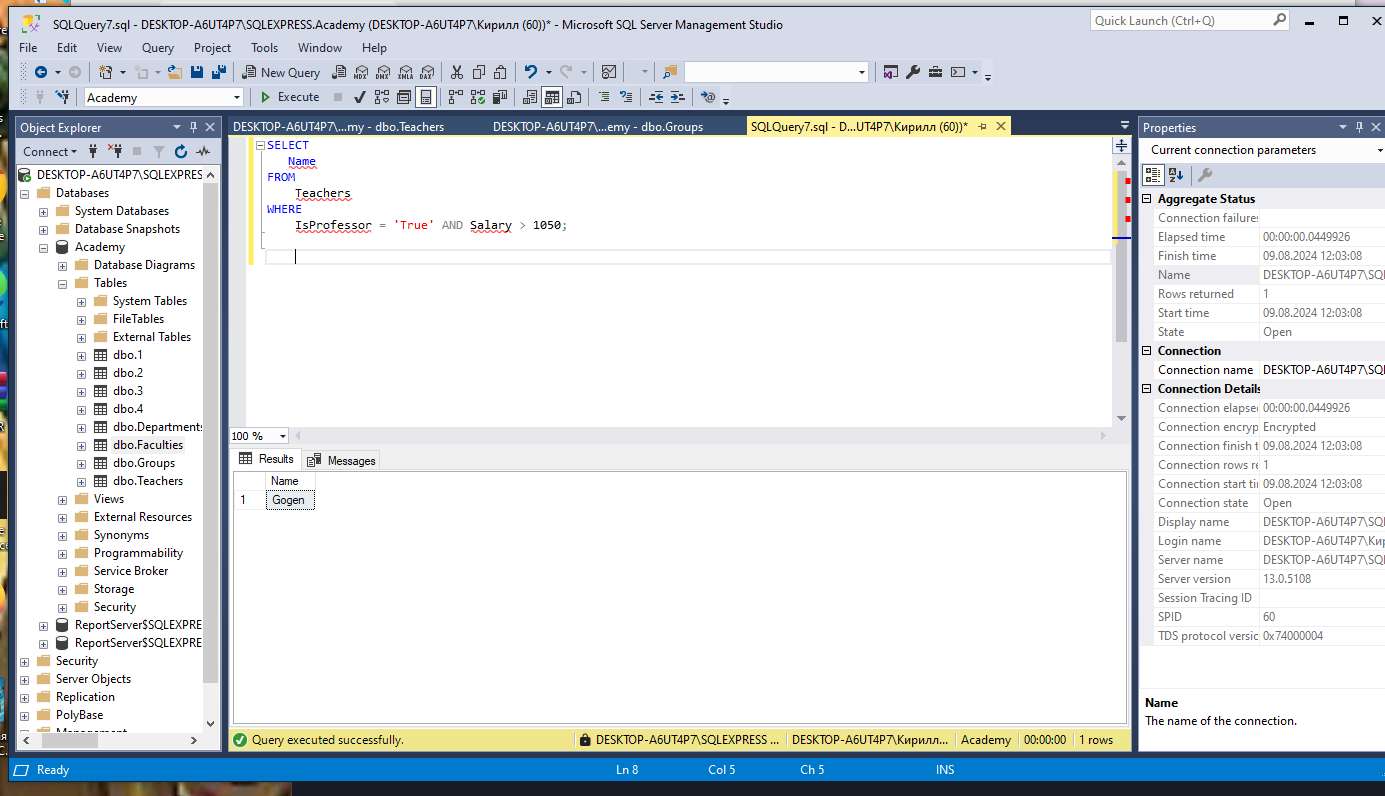 SQLQuery7.sql - DESKTOP-A6UT4P7\SQLEXPRESS.Academy (DESKTOP-A6UT4P7\Кирилл (60))* - Microsoft SQL Server Management Studio
Quick Launch (Ctrl+Q)
File Edit View Query Project Tools Window Help
New Query MDX DMX XMLA DAX
Academy Execute
Object Explorer
Connect
DESKTOP-A6UT4P7\SQLEXPRES
Databases
System Databases
Database Snapshots
Academy
Database Diagrams
Tables
System Tables
FileTables
External Tables
dbo.1
dbo.2
dbo.3
dbo.4
dbo.Departments
dbo.Faculties
dbo.Groups
dbo.Teachers
Views
External Resources
Synonyms
Programmability
Service Broker
Storage
Security
ReportServer$SQLEXPRE
ReportServer$SQLEXPRE
Security
Server Objects
Replication
PolyBase
Management
DESKTOP-A6UT4P7\...my - dbo.Teachers DESKTOP-A6UT4P7\...emy - dbo.Groups SQLQuery7.sql - D...UT4P7\Кирилл (60))*
SELECT
Name
FROM
Teachers
WHERE
IsProfessor = 'True' AND Salary > 1050;
100 %
Results Messages
Name
1 Gogen
Query executed successfully. DESKTOP-A6UT4P7\SQLEXPRESS ... DESKTOP-A6UT4P7\Кирилл... Academy 00:00:00 1 rows
Properties
Current connection parameters
Aggregate Status
Connection failures
Elapsed time 00:00:00.0449926
Finish time 09.08.2024 12:03:08
Name DESKTOP-A6UT4P7\SQL
Rows returned 1
Start time 09.08.2024 12:03:08
State Open
Connection
Connection name DESKTOP-A6UT4P7\SQL
Connection Details
Connection elapsed 00:00:00.0449926
Connection encryp Encrypted
Connection finish t 09.08.2024 12:03:08
Connection rows re 1
Connection start tir 09.08.2024 12:03:08
Connection state Open
Display name DESKTOP-A6UT4P7\SQL
Login name DESKTOP-A6UT4P7\Кир
Server name DESKTOP-A6UT4P7\SQL
Server version 13.0.5108
Session Tracing ID
SPID 60
TDS protocol versic 0x74000004
Name
The name of the connection.
Ready Ln 8 Col 5 Ch 5 INS